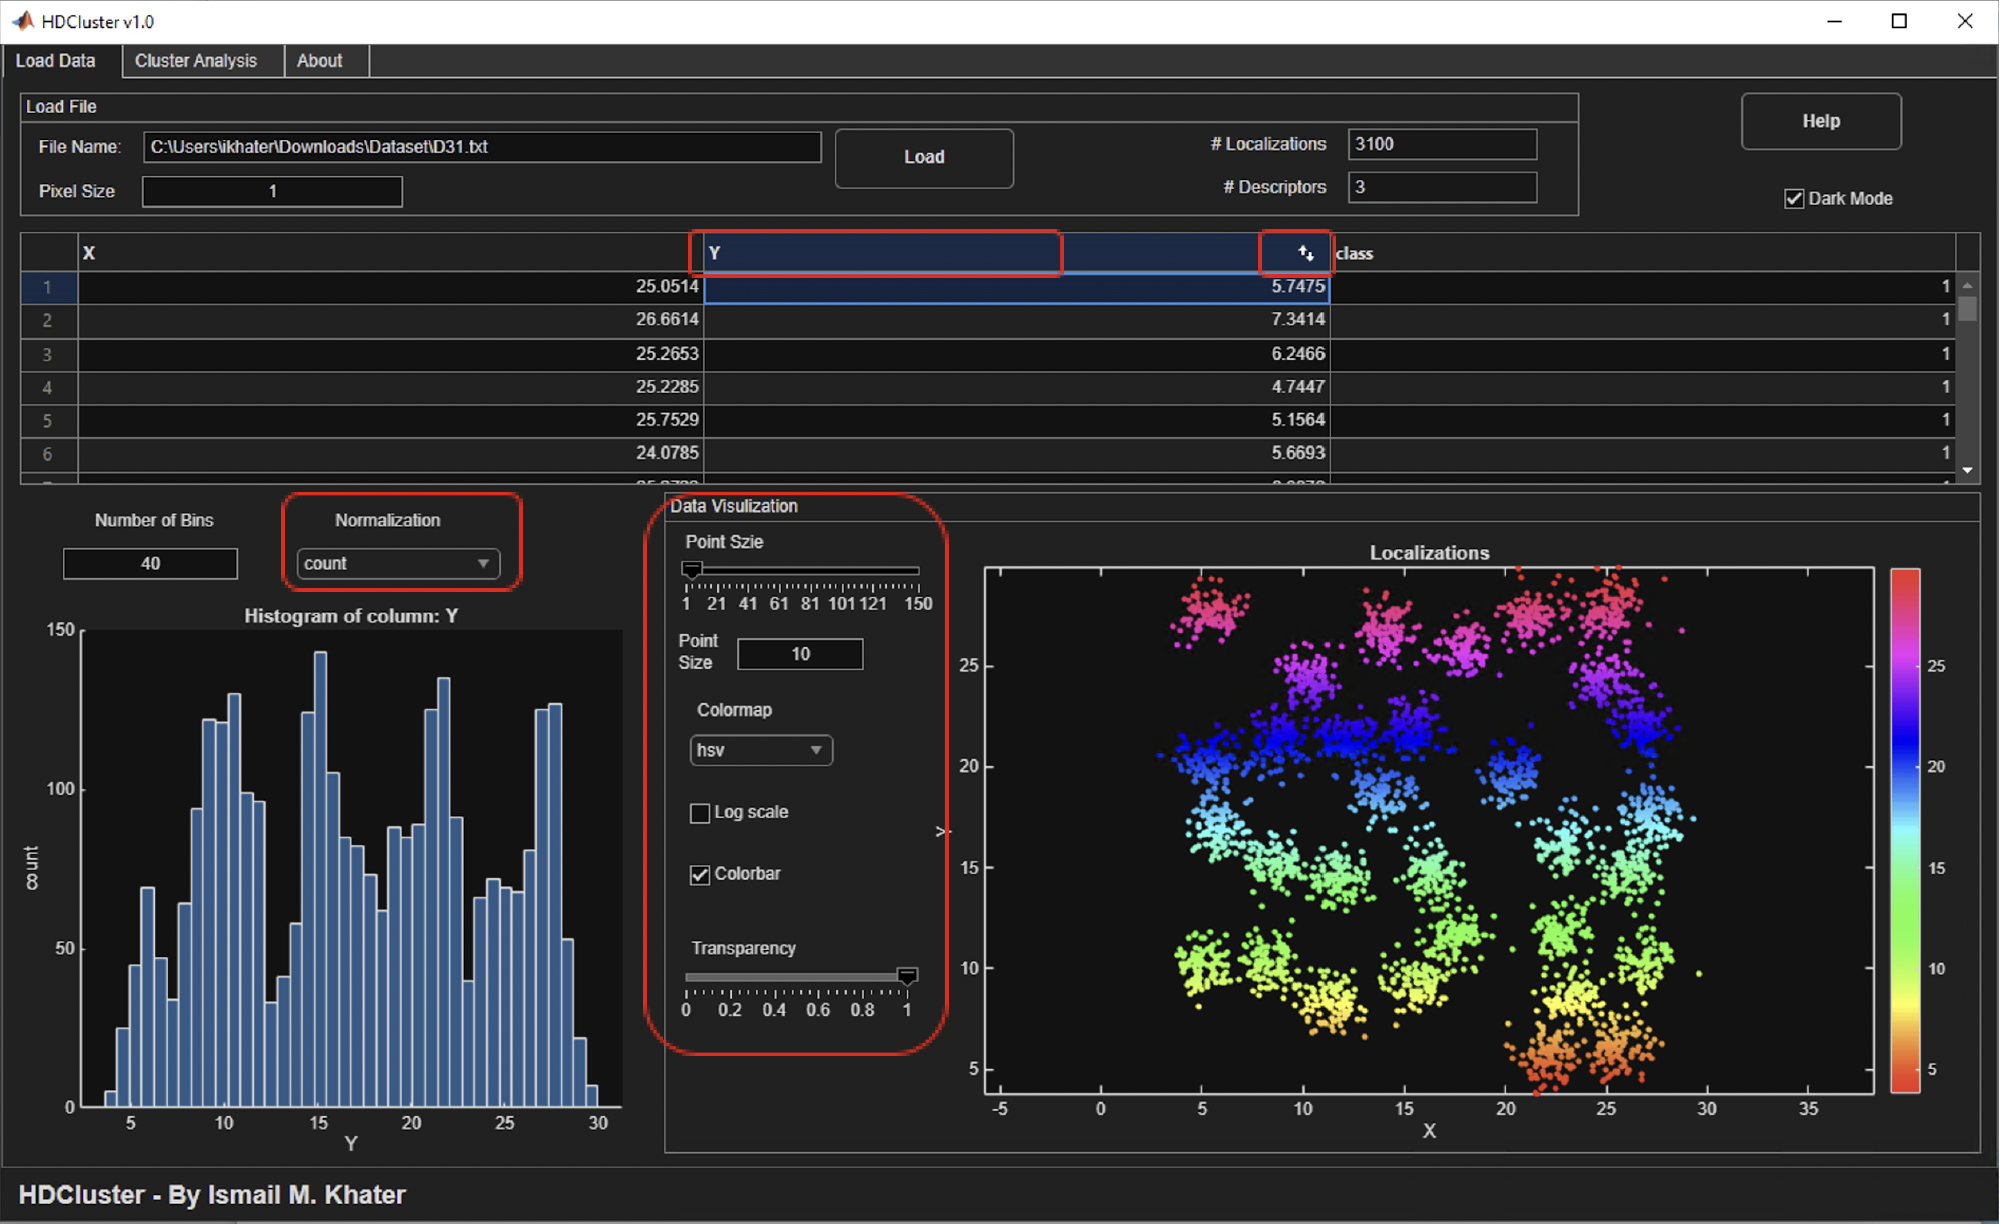 HDCluster v1.0
Load Data Cluster Analysis About
Load File
File Name: C:\Users\ikhater\Downloads\Dataset\D31.txt Load # Localizations 3100 Help
Pixel Size 1 # Descriptors 3
Dark Mode
X Y class
1 25.0514 5.7475 1
2 26.6614 7.3414 1
3 25.2653 6.2466 1
4 25.2285 4.7447 1
5 25.7529 5.1564 1
6 24.0785 5.6693 1
Number of Bins Normalization
40 count
Histogram of column: Y
150
100
50
0
count
5 10 15 20 25 30
Y
Data Visulization
Point Szie
1 21 41 61 81 101 121 150
Point
Size
10
Colormap
hsv
Log scale
>
Colorbar
Transparency
0 0.2 0.4 0.6 0.8 1
Localizations
25
20
15
10
5
-5 0 5 10 15 20 25 30 35
X
25
20
15
10
5
HDCluster - By Ismail M. Khater